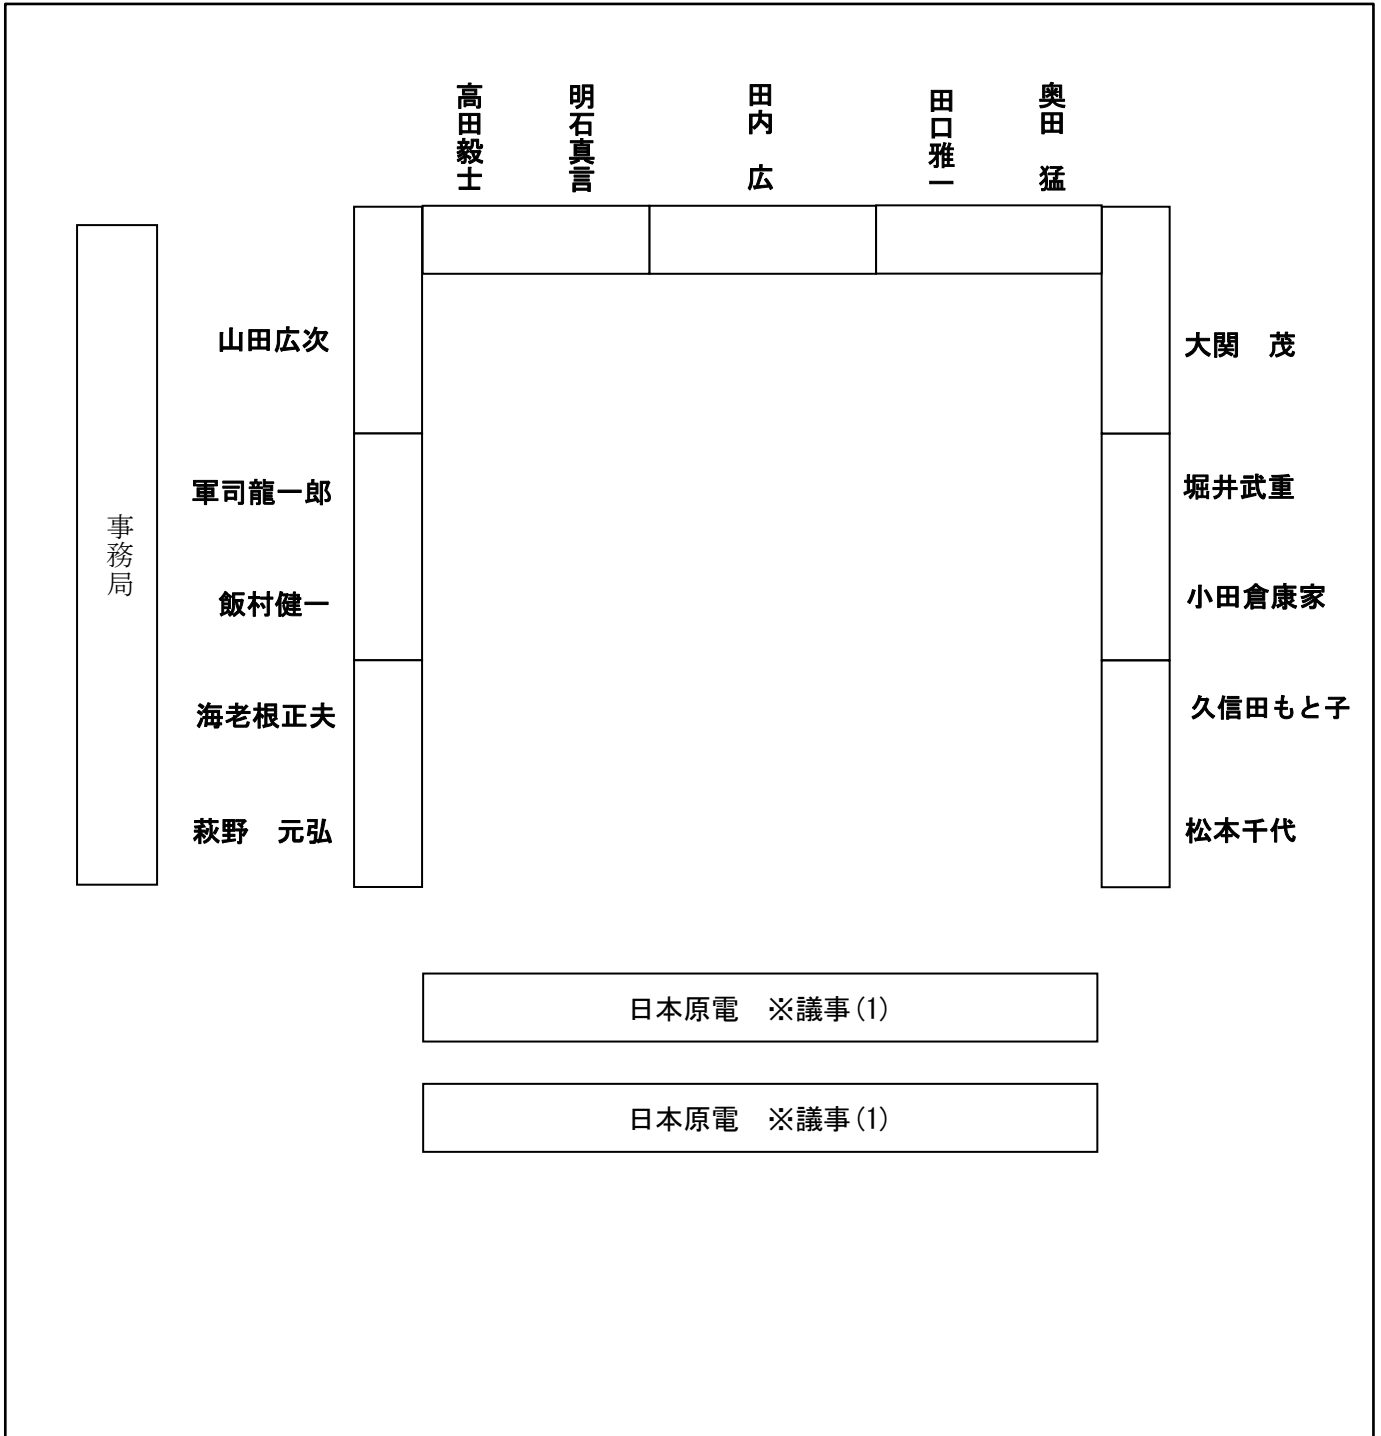 高田毅士
明石真言
田内　広
田口雅一
奥田　猛
事務局
山田広次
軍司龍一郎
飯村健一
海老根正夫
萩野　元弘
大関　茂
堀井武重
小田倉康家
久信田もと子
松本千代
日本原電　※議事(1)
日本原電　※議事(1)